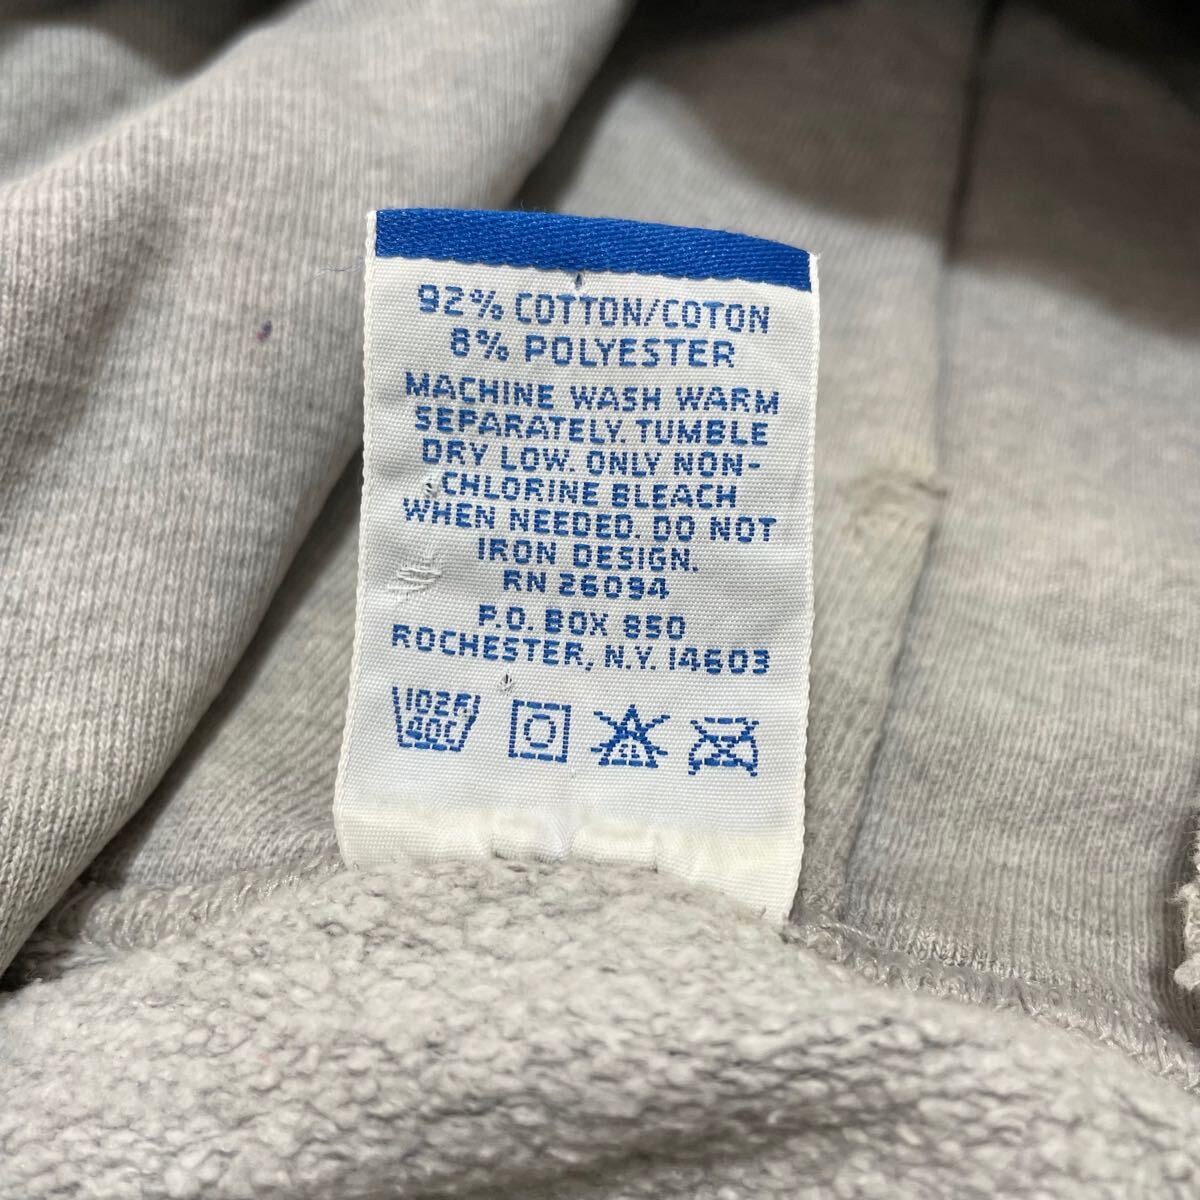 92% COTTON/COTON
8% POLYESTER
MACHINE WASH WARM
SEPARATELY. TUMBLE
DRY LOW. ONLY NON-
CHLORINE BLEACH
WHEN NEEDED. DO NOT
IRON DESIGN.
RN 26094
P.O. BOX 850
ROCHESTER, N.Y. 14603
102F CL
40C